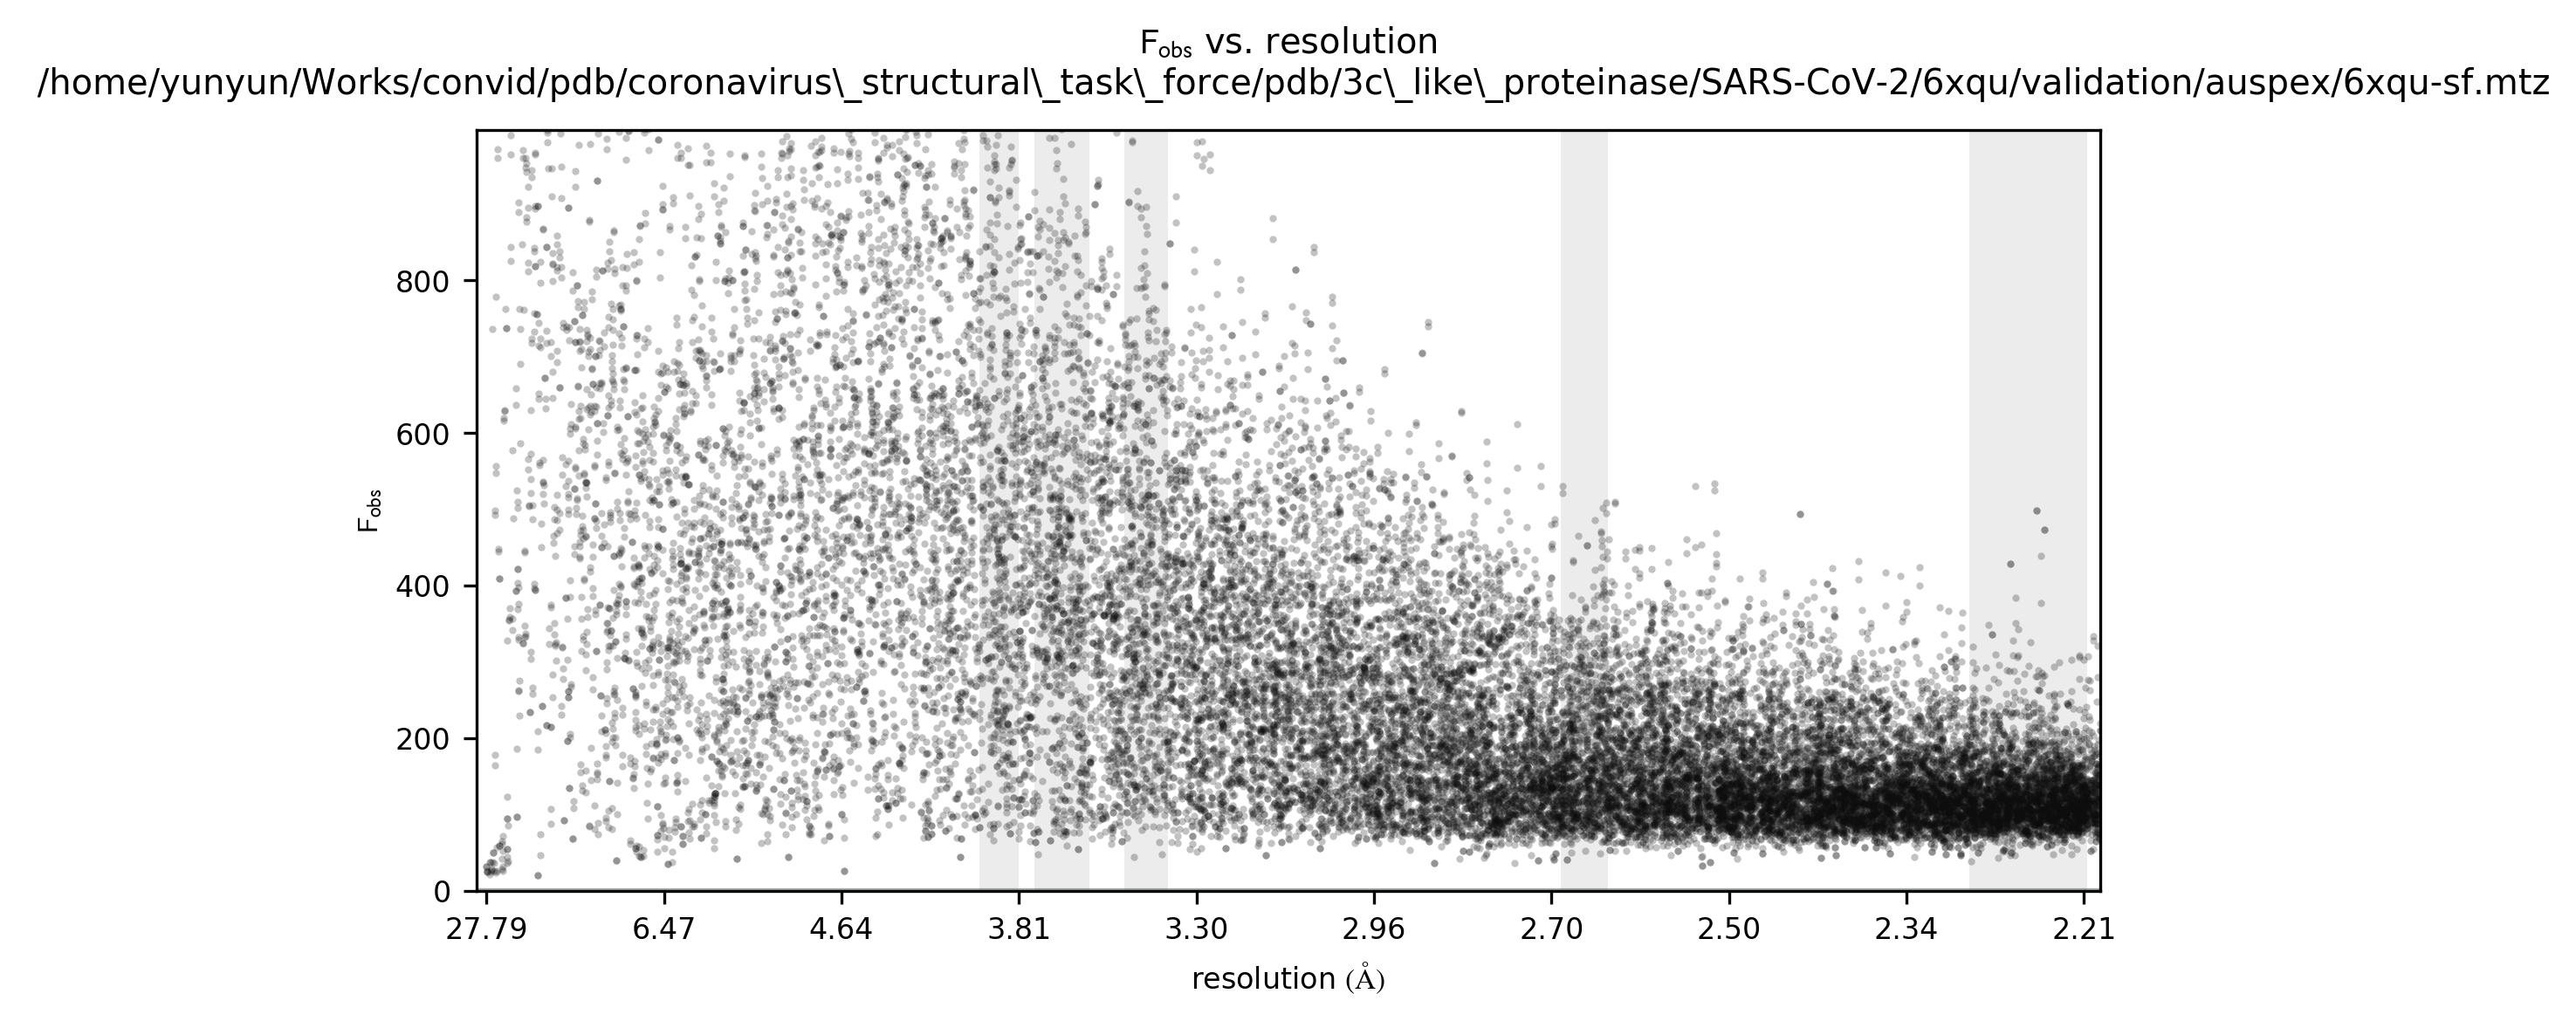 Fobs vs. resolution
/home/yunyun/Works/convid/pdb/coronavirus\_structural\_task\_force/pdb/3c\_like\_proteinase/SARS-CoV-2/6xqu/validation/auspex/6xqu-sf.mtz
800
600
Fobs
400
200
0
27.79 6.47 4.64 3.81 3.30 2.96 2.70 2.50 2.34 2.21
resolution (Å)